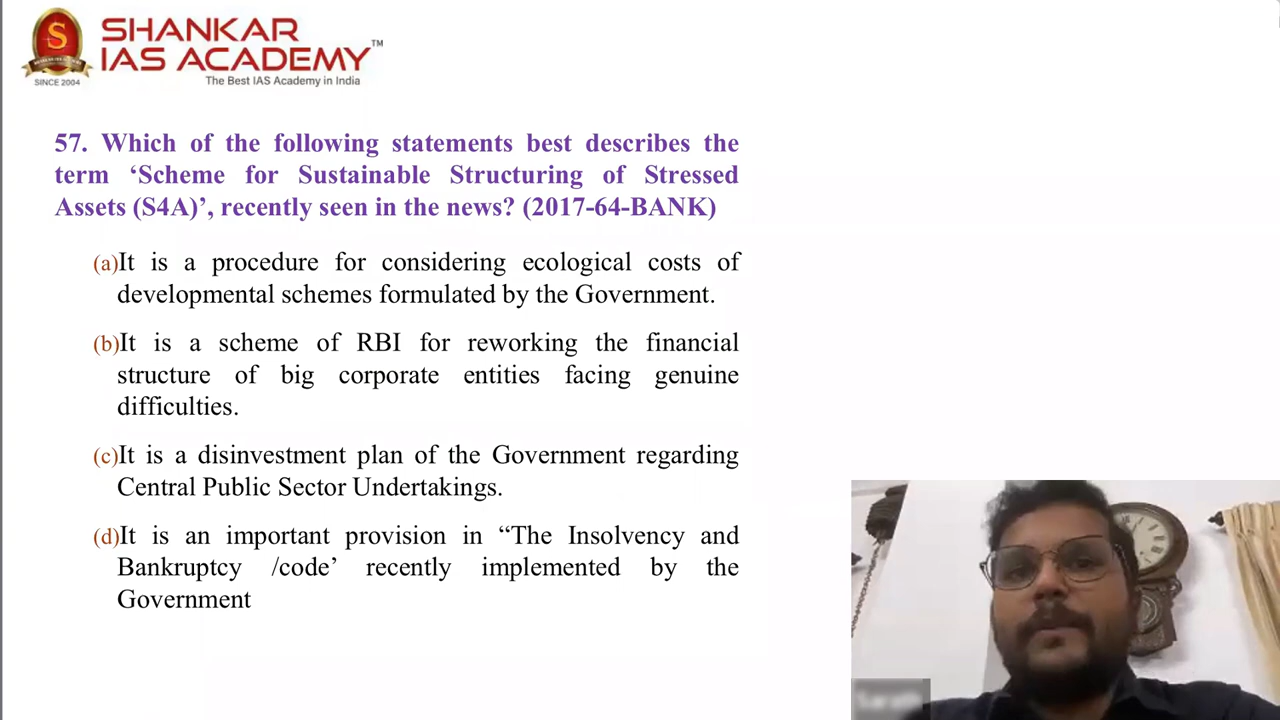 SHANKAR
IAS ACADEMY™
The Best IAS Academy in India
SINCE 2004
57. Which of the following statements best describes the
term ‘Scheme for Sustainable Structuring of Stressed
Assets (S4A)’, recently seen in the news? (2017-64-BANK)
(a)It is a procedure for considering ecological costs of
developmental schemes formulated by the Government.
(b)It is a scheme of RBI for reworking the financial
structure of big corporate entities facing genuine
difficulties.
(c)It is a disinvestment plan of the Government regarding
Central Public Sector Undertakings.
(d)It is an important provision in “The Insolvency and
Bankruptcy /code’ recently implemented by the
Government